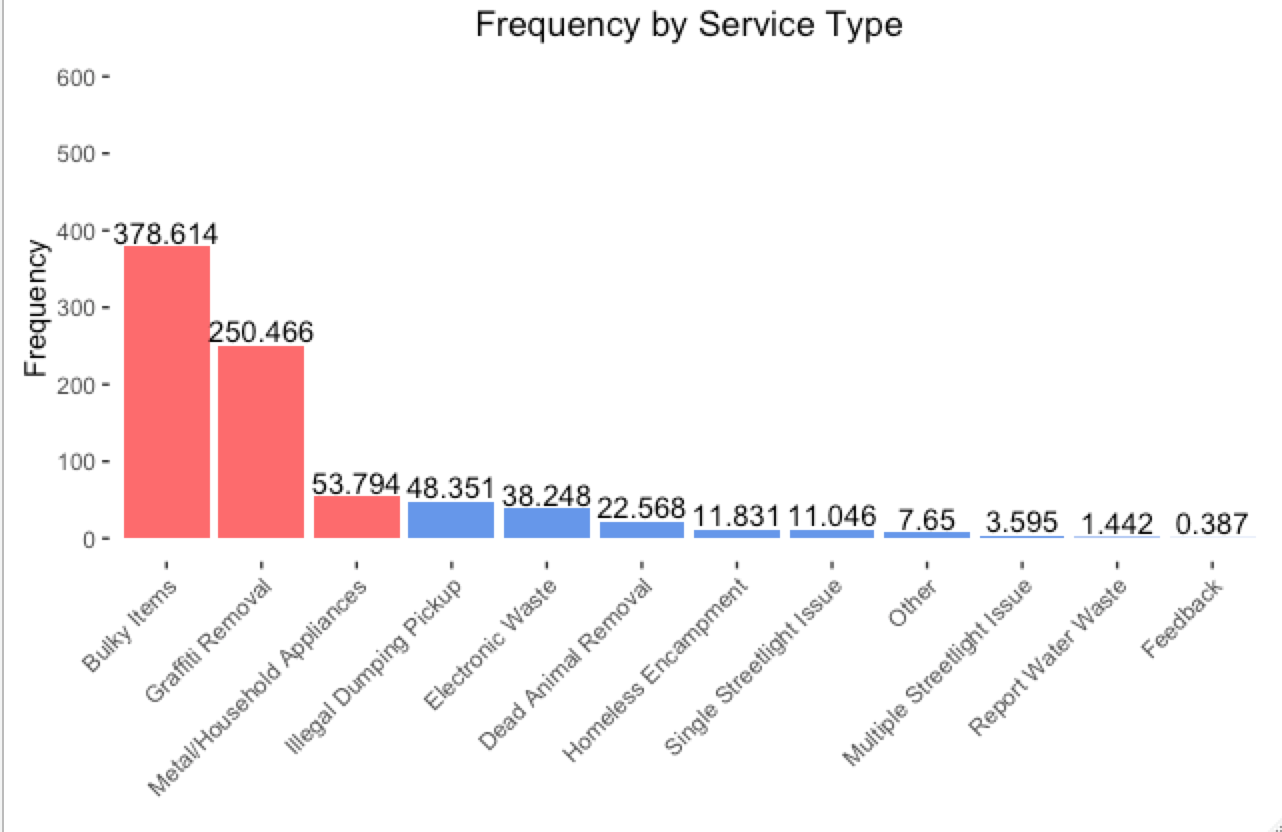 Frequency by Service Type
Frequency
600
500
400
300
200
100
0
378.614
250.466
53.794
48.351
38.248
22.568
11.831
11.046
7.65
3.595
1.442
0.387
Bulky Items
Graffiti Removal
Metal/Household Appliances
Illegal Dumping Pickup
Electronic Waste
Dead Animal Removal
Homeless Encampment
Single Streetlight Issue
Other
Multiple Streetlight Issue
Report Water Waste
Feedback